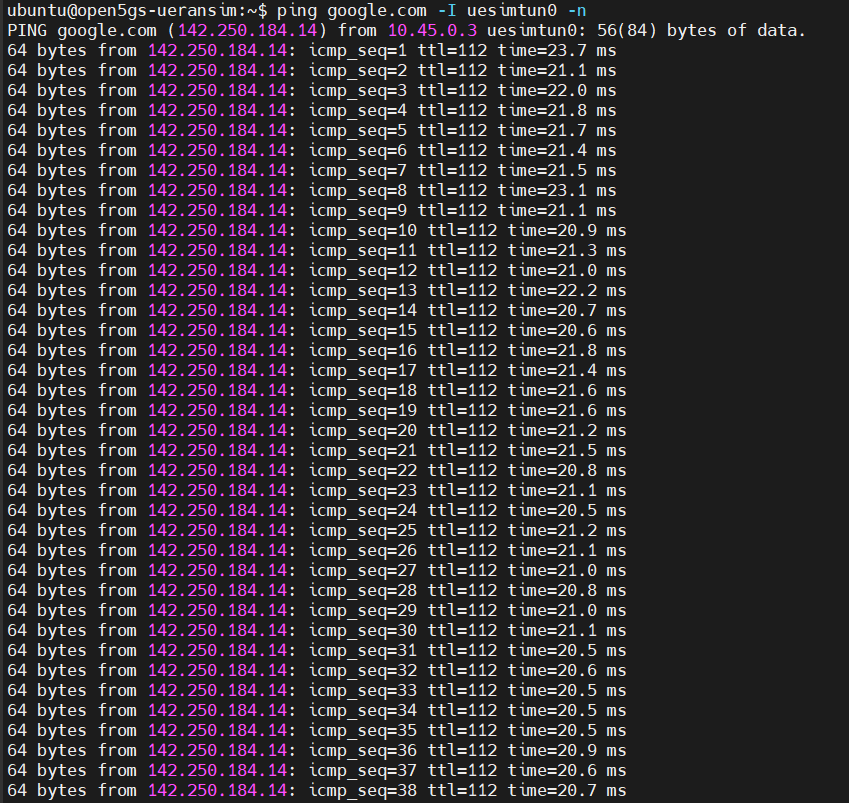 ubuntu@open5gs-ueransim:~$ ping google.com -I uesimtun0 -n
PING google.com (142.250.184.14) from 10.45.0.3 uesimtun0: 56(84) bytes of data.
64 bytes from 142.250.184.14: icmp_seq=1 ttl=112 time=23.7 ms
64 bytes from 142.250.184.14: icmp_seq=2 ttl=112 time=21.1 ms
64 bytes from 142.250.184.14: icmp_seq=3 ttl=112 time=22.0 ms
64 bytes from 142.250.184.14: icmp_seq=4 ttl=112 time=21.8 ms
64 bytes from 142.250.184.14: icmp_seq=5 ttl=112 time=21.7 ms
64 bytes from 142.250.184.14: icmp_seq=6 ttl=112 time=21.4 ms
64 bytes from 142.250.184.14: icmp_seq=7 ttl=112 time=21.5 ms
64 bytes from 142.250.184.14: icmp_seq=8 ttl=112 time=23.1 ms
64 bytes from 142.250.184.14: icmp_seq=9 ttl=112 time=21.1 ms
64 bytes from 142.250.184.14: icmp_seq=10 ttl=112 time=20.9 ms
64 bytes from 142.250.184.14: icmp_seq=11 ttl=112 time=21.3 ms
64 bytes from 142.250.184.14: icmp_seq=12 ttl=112 time=21.0 ms
64 bytes from 142.250.184.14: icmp_seq=13 ttl=112 time=22.2 ms
64 bytes from 142.250.184.14: icmp_seq=14 ttl=112 time=20.7 ms
64 bytes from 142.250.184.14: icmp_seq=15 ttl=112 time=20.6 ms
64 bytes from 142.250.184.14: icmp_seq=16 ttl=112 time=21.8 ms
64 bytes from 142.250.184.14: icmp_seq=17 ttl=112 time=21.4 ms
64 bytes from 142.250.184.14: icmp_seq=18 ttl=112 time=21.6 ms
64 bytes from 142.250.184.14: icmp_seq=19 ttl=112 time=21.6 ms
64 bytes from 142.250.184.14: icmp_seq=20 ttl=112 time=21.2 ms
64 bytes from 142.250.184.14: icmp_seq=21 ttl=112 time=21.5 ms
64 bytes from 142.250.184.14: icmp_seq=22 ttl=112 time=20.8 ms
64 bytes from 142.250.184.14: icmp_seq=23 ttl=112 time=21.1 ms
64 bytes from 142.250.184.14: icmp_seq=24 ttl=112 time=20.5 ms
64 bytes from 142.250.184.14: icmp_seq=25 ttl=112 time=21.2 ms
64 bytes from 142.250.184.14: icmp_seq=26 ttl=112 time=21.1 ms
64 bytes from 142.250.184.14: icmp_seq=27 ttl=112 time=21.0 ms
64 bytes from 142.250.184.14: icmp_seq=28 ttl=112 time=20.8 ms
64 bytes from 142.250.184.14: icmp_seq=29 ttl=112 time=21.0 ms
64 bytes from 142.250.184.14: icmp_seq=30 ttl=112 time=21.1 ms
64 bytes from 142.250.184.14: icmp_seq=31 ttl=112 time=20.5 ms
64 bytes from 142.250.184.14: icmp_seq=32 ttl=112 time=20.6 ms
64 bytes from 142.250.184.14: icmp_seq=33 ttl=112 time=20.5 ms
64 bytes from 142.250.184.14: icmp_seq=34 ttl=112 time=20.5 ms
64 bytes from 142.250.184.14: icmp_seq=35 ttl=112 time=20.5 ms
64 bytes from 142.250.184.14: icmp_seq=36 ttl=112 time=20.9 ms
64 bytes from 142.250.184.14: icmp_seq=37 ttl=112 time=20.6 ms
64 bytes from 142.250.184.14: icmp_seq=38 ttl=112 time=20.7 ms